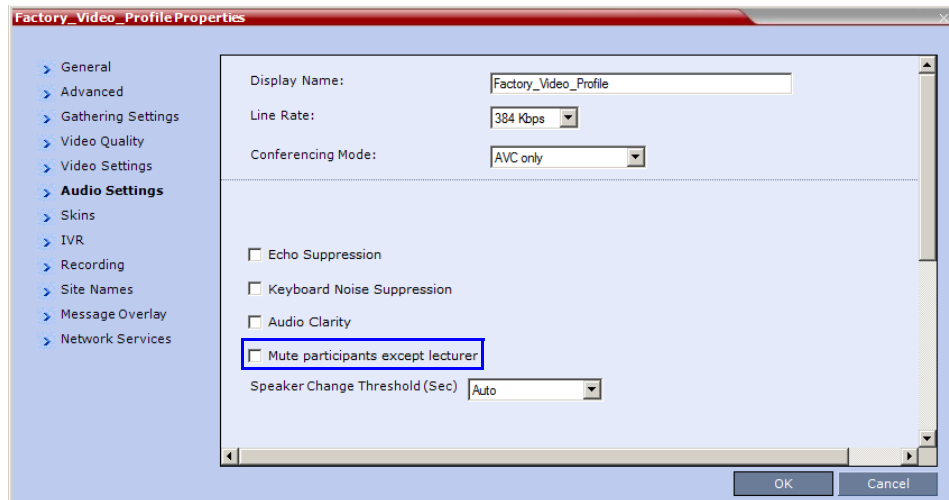 Factory_Video_Profile Properties
General
Advanced
Gathering Settings
Video Quality
Video Settings
Audio Settings
Skins
IVR
Recording
Site Names
Message Overlay
Network Services
Display Name: Factory_Video_Profile
Line Rate: 384 Kbps
Conferencing Mode: AVC only
Echo Suppression
Keyboard Noise Suppression
Audio Clarity
Mute participants except lecturer
Speaker Change Threshold (Sec) Auto
OK Cancel